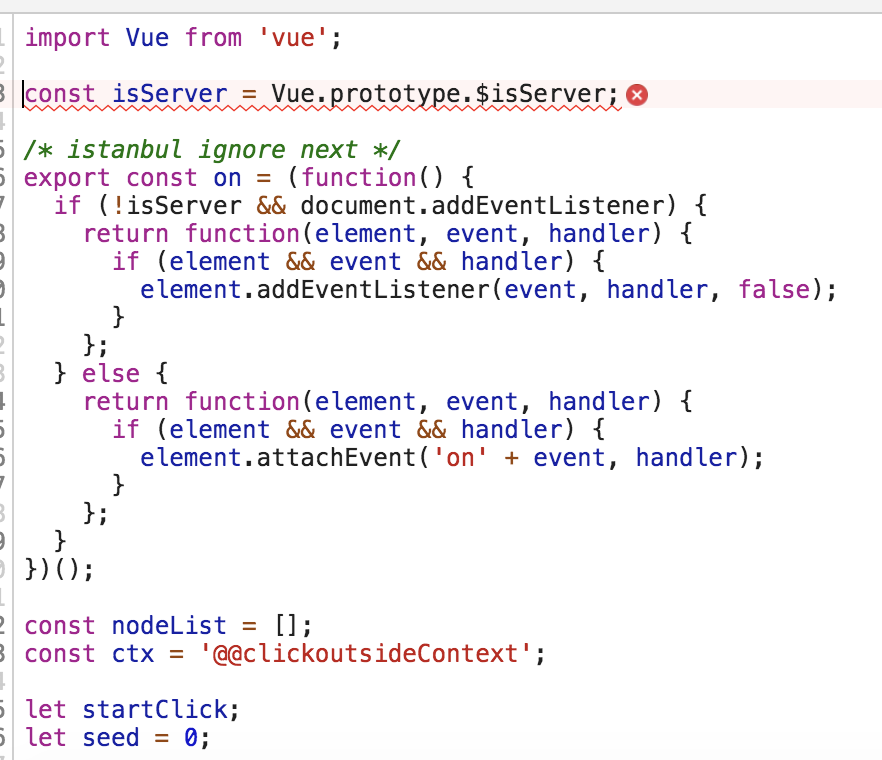 import Vue from 'vue';
const isServer = Vue.prototype.$isServer;
/* istanbul ignore next */
export const on = (function() {
  if (!isServer && document.addEventListener) {
    return function(element, event, handler) {
      if (element && event && handler) {
        element.addEventListener(event, handler, false);
      }
    };
  } else {
    return function(element, event, handler) {
      if (element && event && handler) {
        element.attachEvent('on' + event, handler);
      }
    };
  }
})();
const nodeList = [];
const ctx = '@@clickoutsideContext';
let startClick;
let seed = 0;